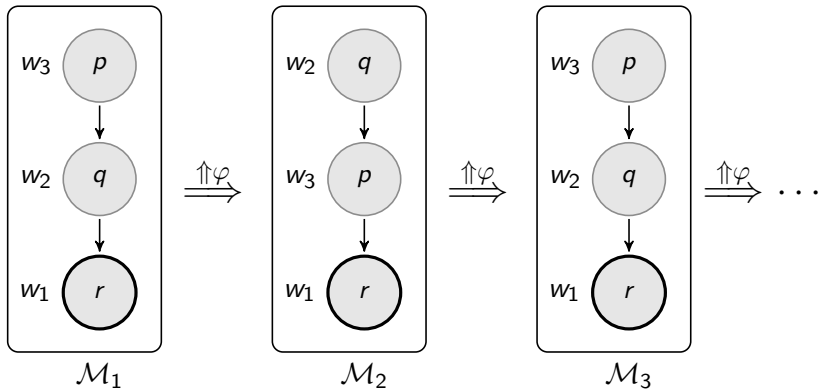 w₃ p w₂ q w₃ p
w₂ q ⇑φ w₃ p ⇑φ w₂ q ⇑φ ···
w₁ r w₁ r w₁ r
ℳ₁ ℳ₂ ℳ₃